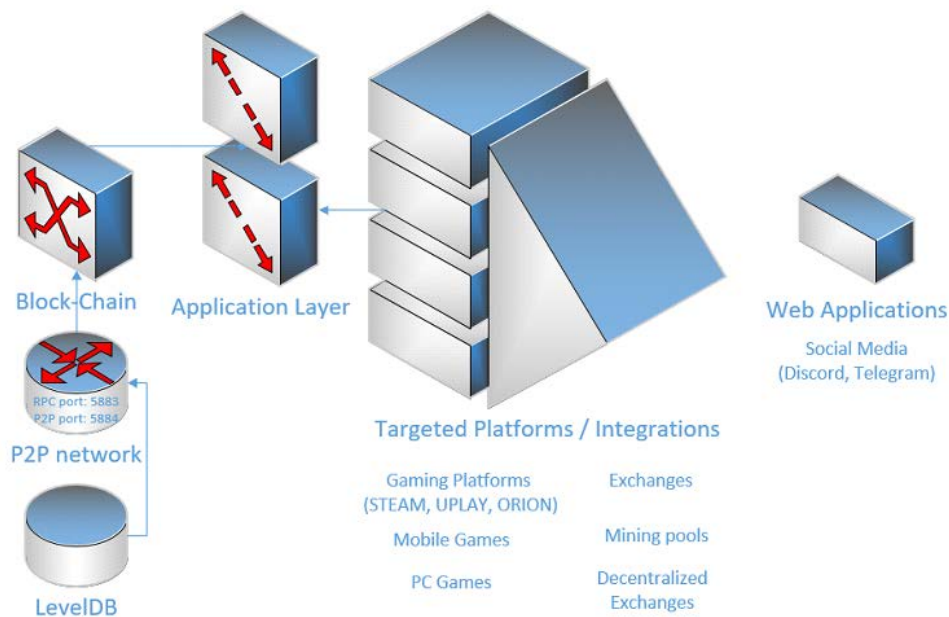 Block-Chain
Application Layer
Web Applications
Social Media
(Discord, Telegram)
RPC port: 5883
P2P port: 5884
P2P network
Targeted Platforms / Integrations
Gaming Platforms
(STEAM, UPLAY, ORION)
Exchanges
Mobile Games
Mining pools
PC Games
Decentralized
Exchanges
LevelDB